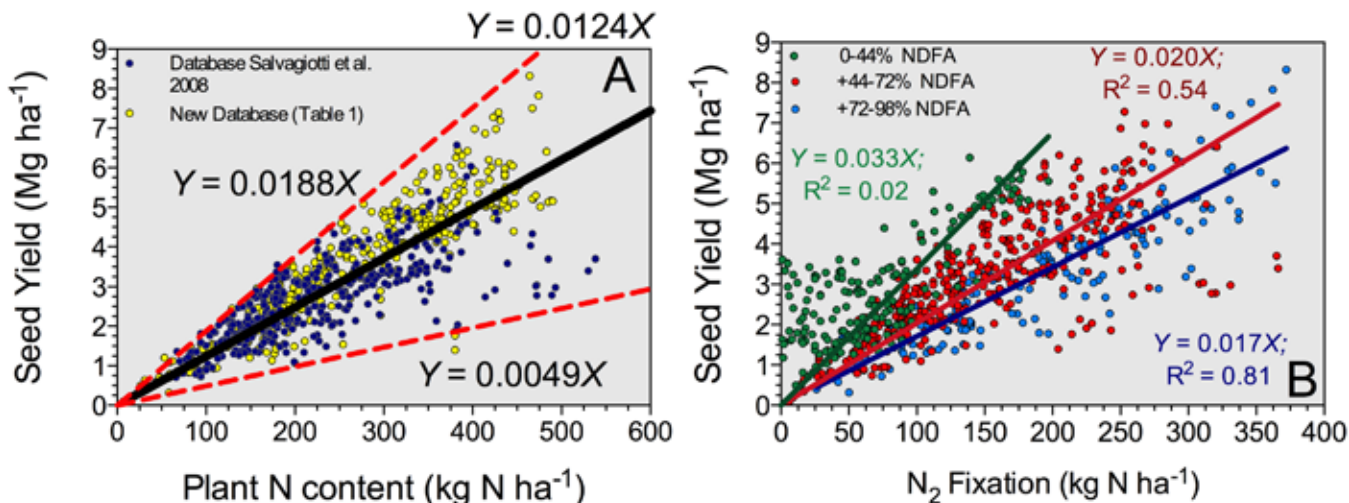 Y = 0.0124X
9
8
7
6
5
4
3
2
1
0
Seed Yield (Mg ha-1)
Database Salvagiotti et al.
2008
New Database (Table 1)
A
Y = 0.0188X
Y = 0.0049X
0 100 200 300 400 500 600
Plant N content (kg N ha-1)
9
8
7
6
5
4
3
2
1
0
Seed Yield (Mg ha-1)
0-44% NDFA
+44-72% NDFA
+72-98% NDFA
Y = 0.020X;
R2 = 0.54
Y = 0.033X;
R2 = 0.02
Y = 0.017X;
R2 = 0.81
B
0 50 100 150 200 250 300 350 400
N2 Fixation (kg N ha-1)